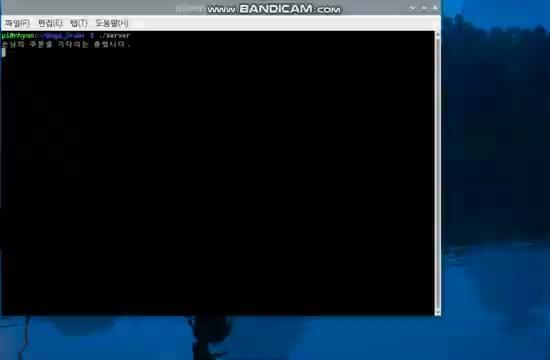 www.BANDICAM.com
파일(F) 편집(E) 탭(T) 도움말(H)
$ ./server
손님의 주문을 기다리는 중입니다.